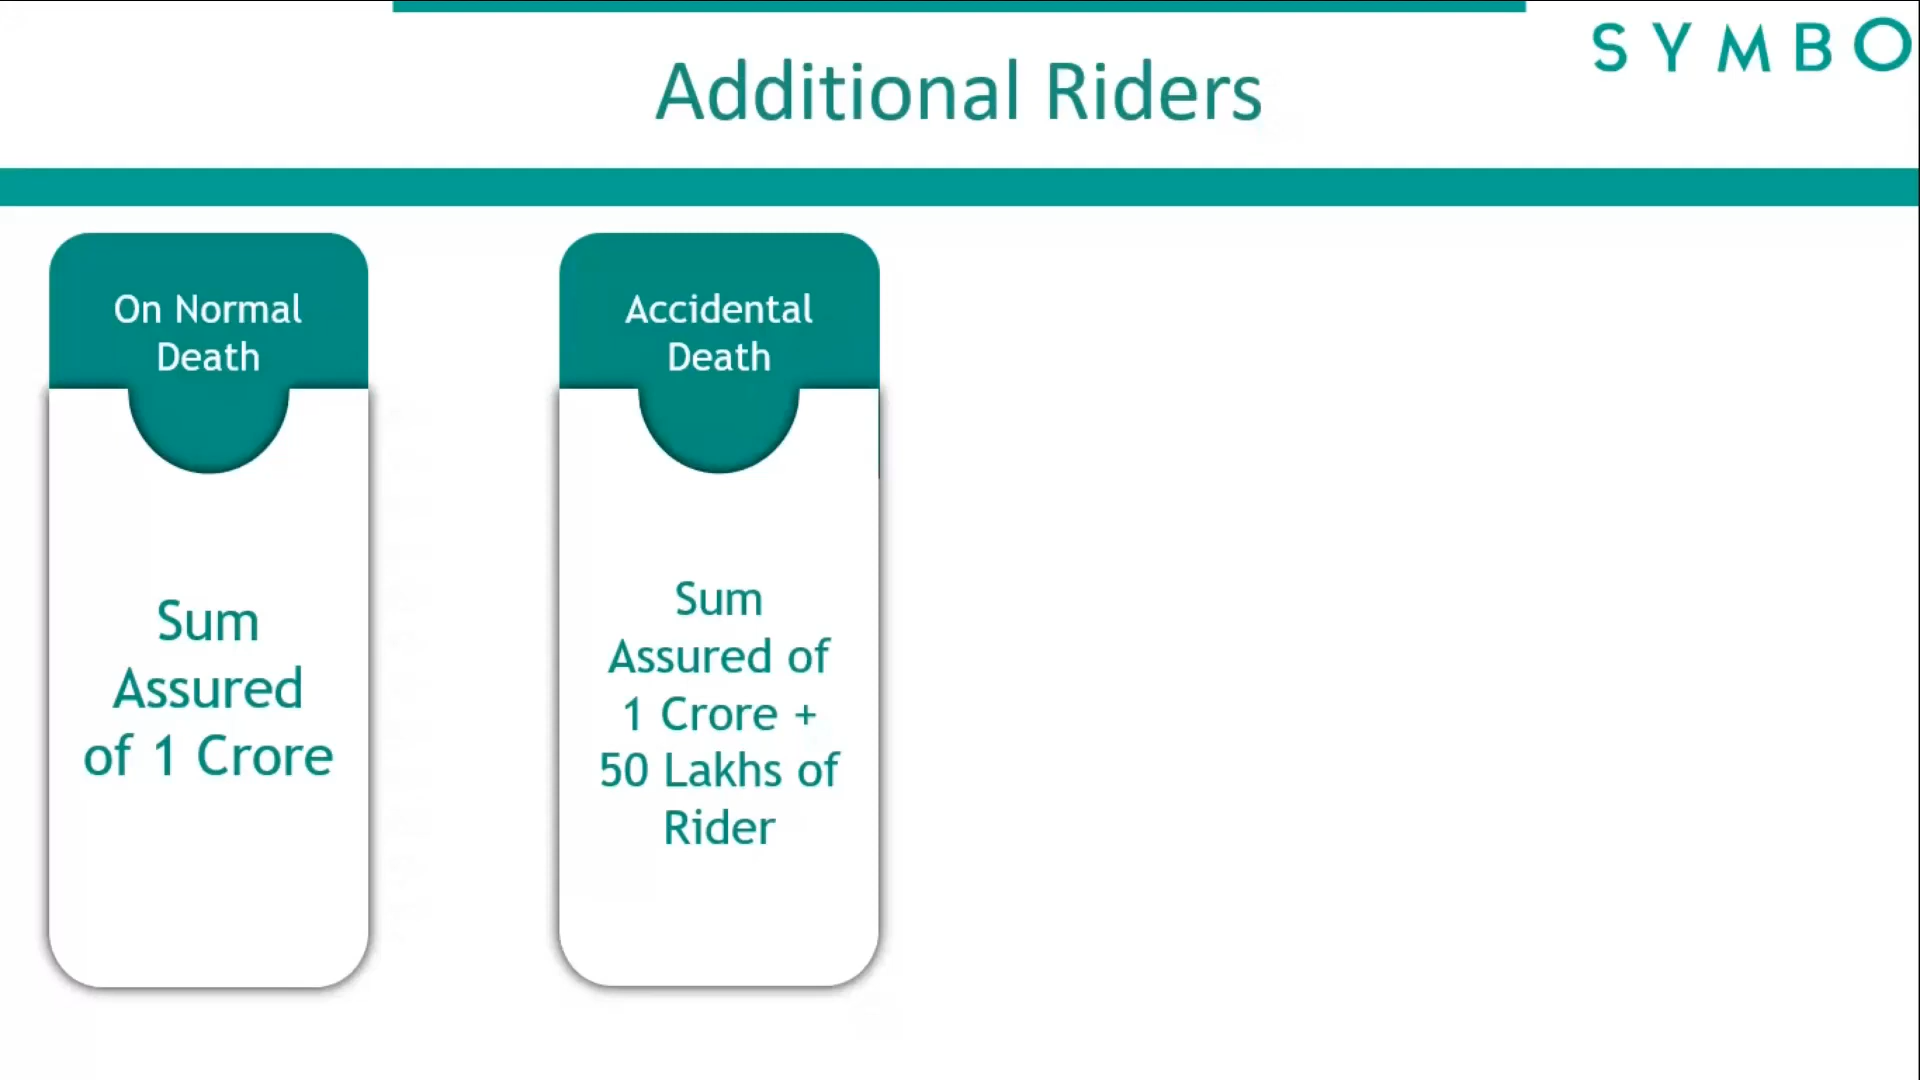 SYMBO
Additional Riders
On Normal
Death
Sum
Assured
of 1 Crore
Accidental
Death
Sum
Assured of
1 Crore +
50 Lakhs of
Rider